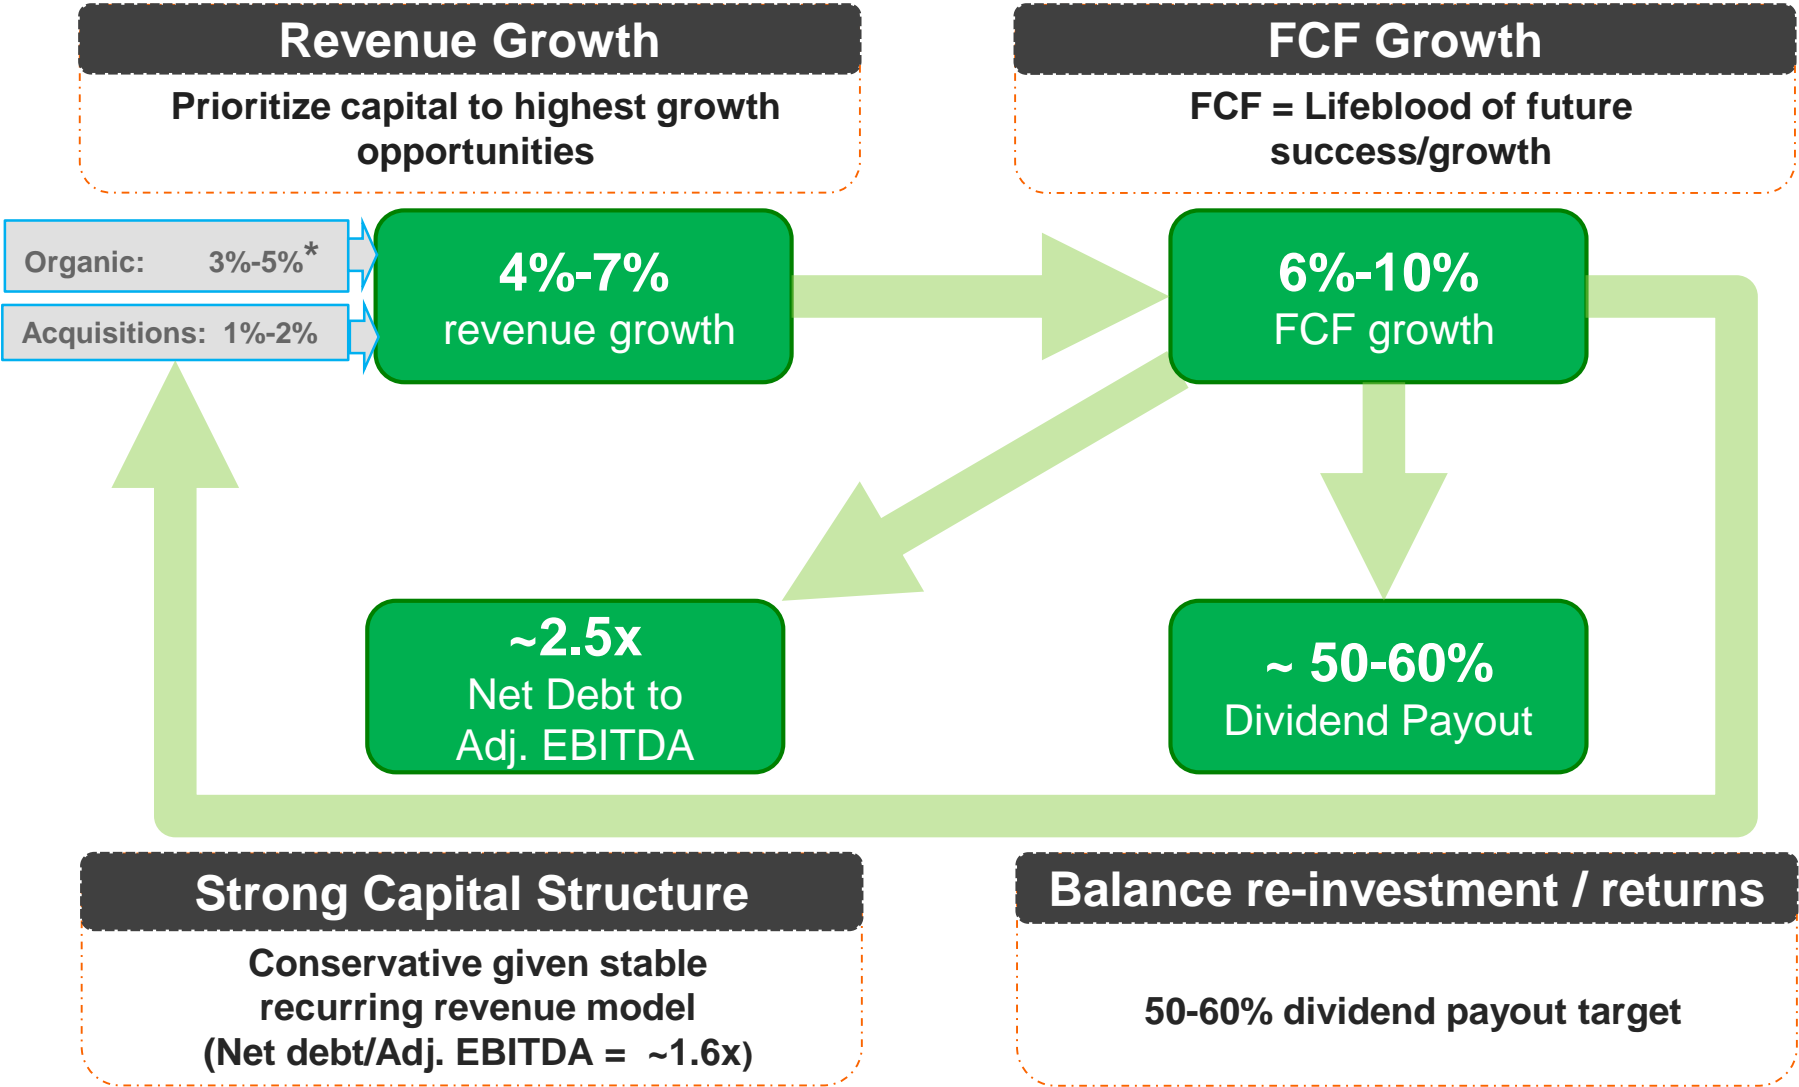 Revenue Growth
Prioritize capital to highest growth
opportunities
FCF Growth
FCF = Lifeblood of future
success/growth
Organic: 3%-5%*
Acquisitions: 1%-2%
4%-7%
revenue growth
6%-10%
FCF growth
~2.5x
Net Debt to
Adj. EBITDA
~ 50-60%
Dividend Payout
Strong Capital Structure
Conservative given stable
recurring revenue model
(Net debt/Adj. EBITDA = ~1.6x)
Balance re-investment / returns
50-60% dividend payout target